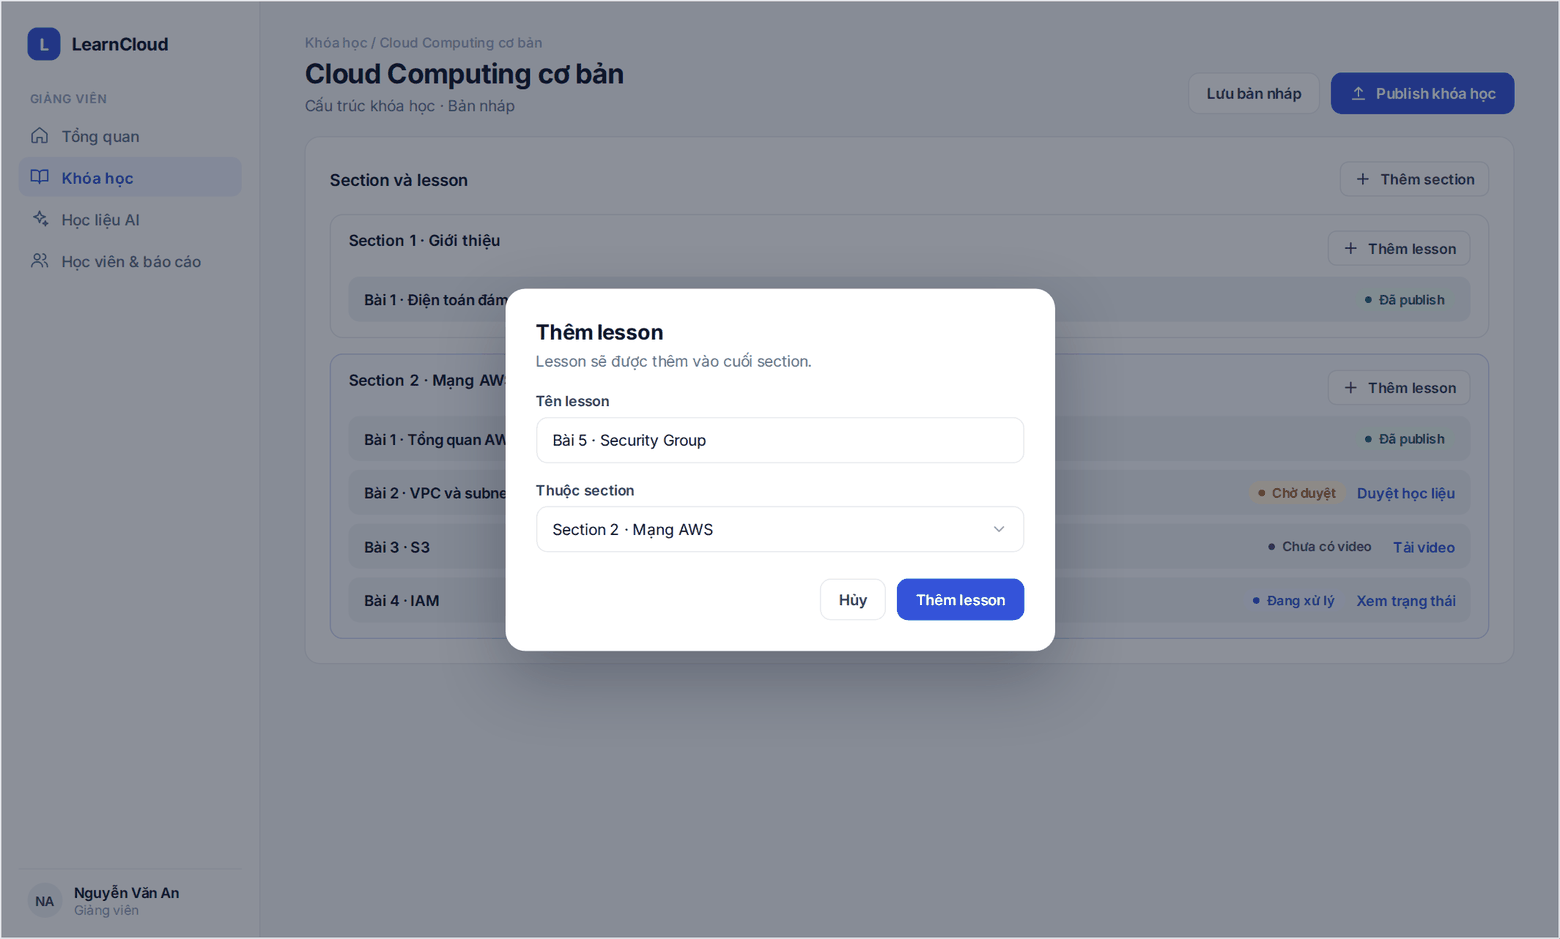 L LearnCloud
GIẢNG VIÊN
Tổng quan
Khóa học
Học liệu AI
Học viên & báo cáo
NA
Nguyễn Văn An
Giảng viên
Khóa học / Cloud Computing cơ bản
Cloud Computing cơ bản
Cấu trúc khóa học · Bản nháp
Lưu bản nháp
Publish khóa học
Section và lesson
Thêm section
Section 1 · Giới thiệu
Thêm lesson
Bài 1 · Điện toán đám
Đã publish
Section 2 · Mạng AWS
Thêm lesson
Bài 1 · Tổng quan AW
Đã publish
Bài 2 · VPC và subne
Chờ duyệt
Duyệt học liệu
Bài 3 · S3
Chưa có video
Tải video
Bài 4 · IAM
Đang xử lý
Xem trạng thái
Thêm lesson
Lesson sẽ được thêm vào cuối section.
Tên lesson
Bài 5 · Security Group
Thuộc section
Section 2 · Mạng AWS
Hủy
Thêm lesson